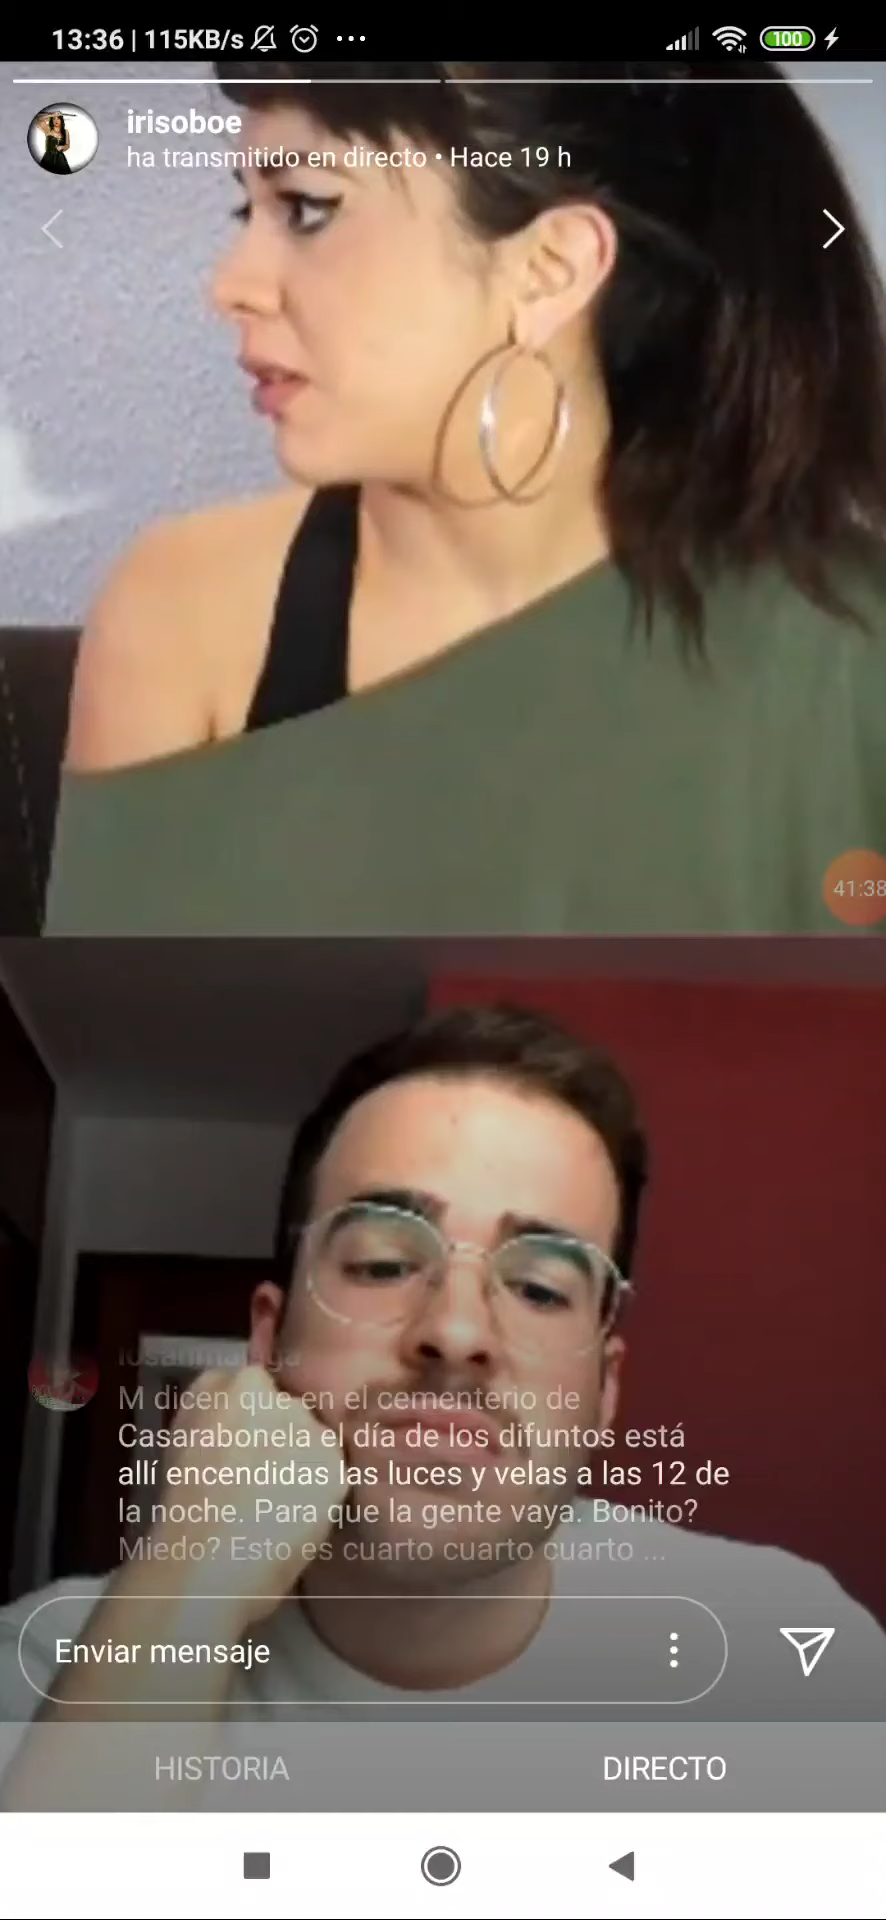 13:36 | 115KB/s
100
irisoboe
ha transmitido en directo • Hace 19 h
41:38
M dicen que en el cementerio de
Casarabonela el día de los difuntos está
allí encendidas las luces y velas a las 12 de
la noche. Para que la gente vaya. Bonito?
Miedo? Esto es cuarto cuarto cuarto ...
Enviar mensaje
HISTORIA
DIRECTO